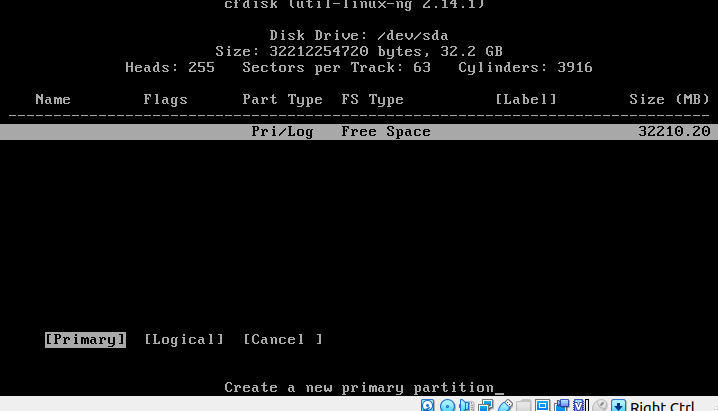 cfdisk (util-linux-ng 2.14.1)
Disk Drive: /dev/sda
Size: 32212254720 bytes, 32.2 GB
Heads: 255   Sectors per Track: 63   Cylinders: 3916
Name   Flags   Part Type   FS Type   [Label]   Size (MB)
Pri/Log   Free Space   32210.20
[Primary]   [Logical]   [Cancel ]
Create a new primary partition_
Right Ctrl